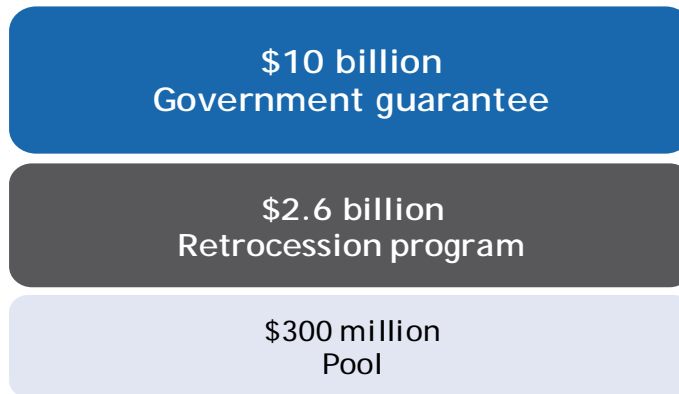 $10 billion
Government guarantee
$2.6 billion
Retrocession program
$300 million
Pool